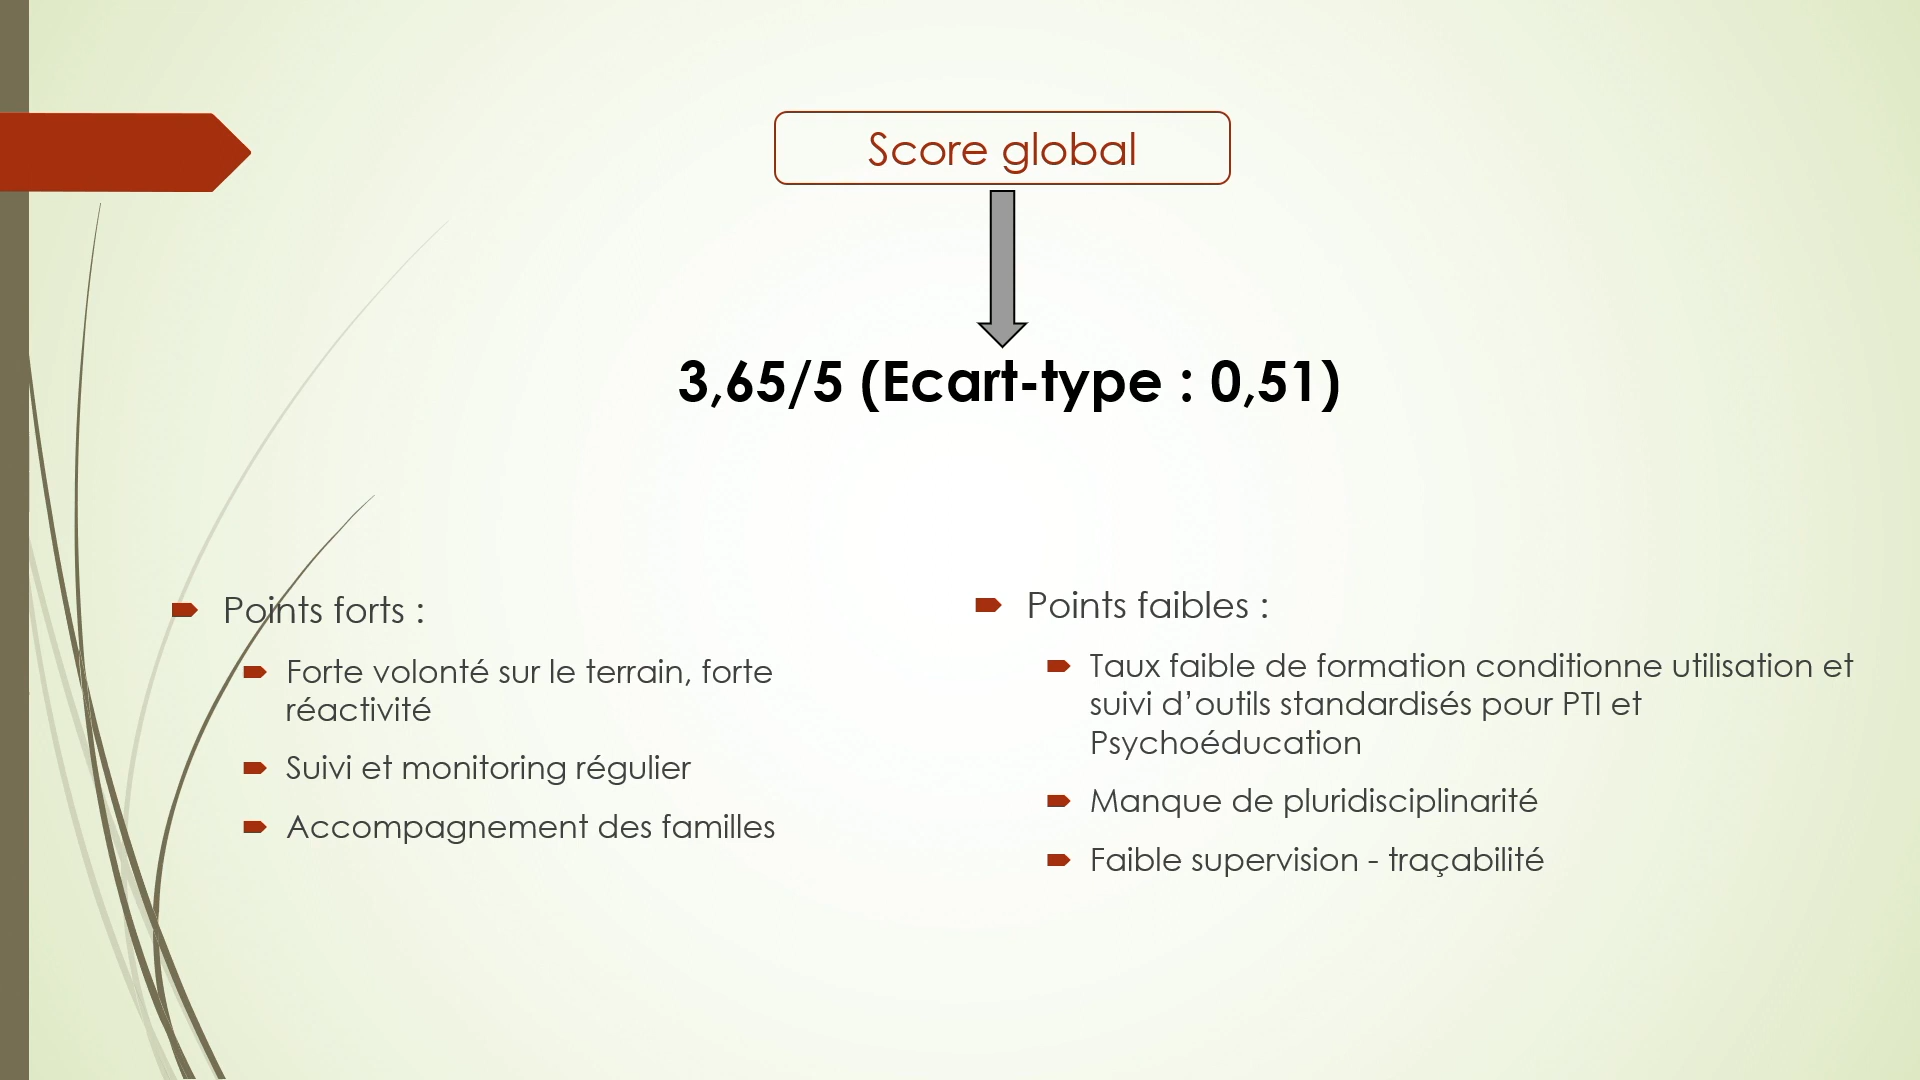 Score global
3,65/5 (Ecart-type : 0,51)
Points forts :
Forte volonté sur le terrain, forte
réactivité
Suivi et monitoring régulier
Accompagnement des familles
Points faibles :
Taux faible de formation conditionne utilisation et
suivi d’outils standardisés pour PTI et
Psychoéducation
Manque de pluridisciplinarité
Faible supervision - traçabilité